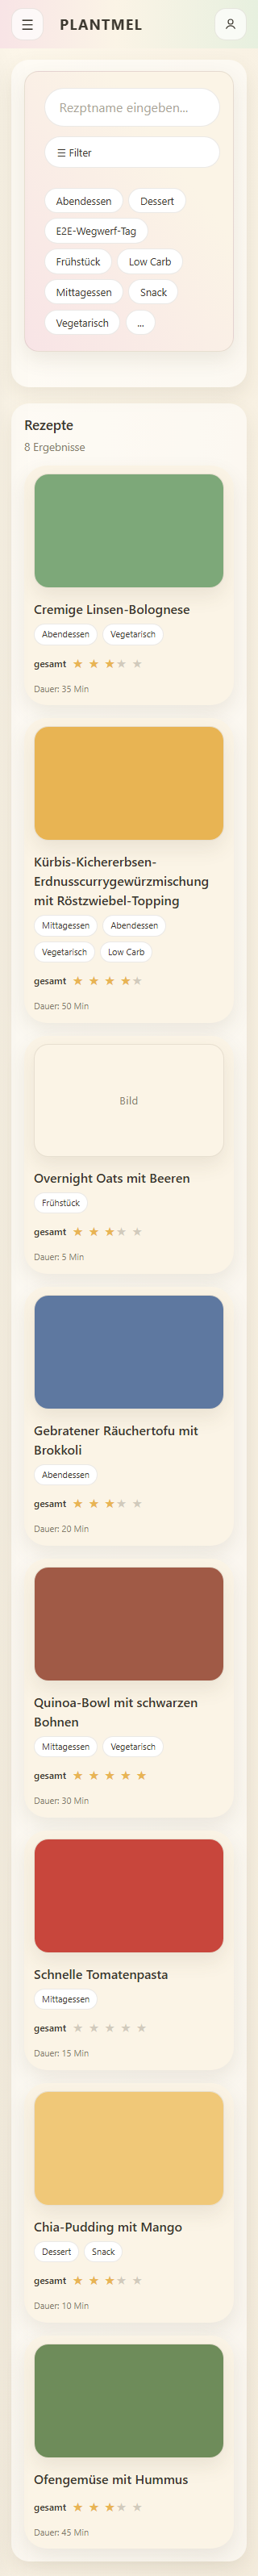 ☰ PLANTMEL
Rezptname eingeben...
☰ Filter
Abendessen Dessert
E2E-Wegwerf-Tag
Frühstück Low Carb
Mittagessen Snack
Vegetarisch ...
Rezepte
8 Ergebnisse
Cremige Linsen-Bolognese
Abendessen Vegetarisch
gesamt ★ ★ ★ ★ ★
Dauer: 35 Min
Kürbis-Kichererbsen-
Erdnusscurrygewürzmischung
mit Röstzwiebel-Topping
Mittagessen Abendessen
Vegetarisch Low Carb
gesamt ★ ★ ★ ★ ★
Dauer: 50 Min
Bild
Overnight Oats mit Beeren
Frühstück
gesamt ★ ★ ★ ★ ★
Dauer: 5 Min
Gebratener Räuchertofu mit
Brokkoli
Abendessen
gesamt ★ ★ ★ ★ ★
Dauer: 20 Min
Quinoa-Bowl mit schwarzen
Bohnen
Mittagessen Vegetarisch
gesamt ★ ★ ★ ★ ★
Dauer: 30 Min
Schnelle Tomatenpasta
Mittagessen
gesamt ★ ★ ★ ★ ★
Dauer: 15 Min
Chia-Pudding mit Mango
Dessert Snack
gesamt ★ ★ ★ ★ ★
Dauer: 10 Min
Ofengemüse mit Hummus
gesamt ★ ★ ★ ★ ★
Dauer: 45 Min